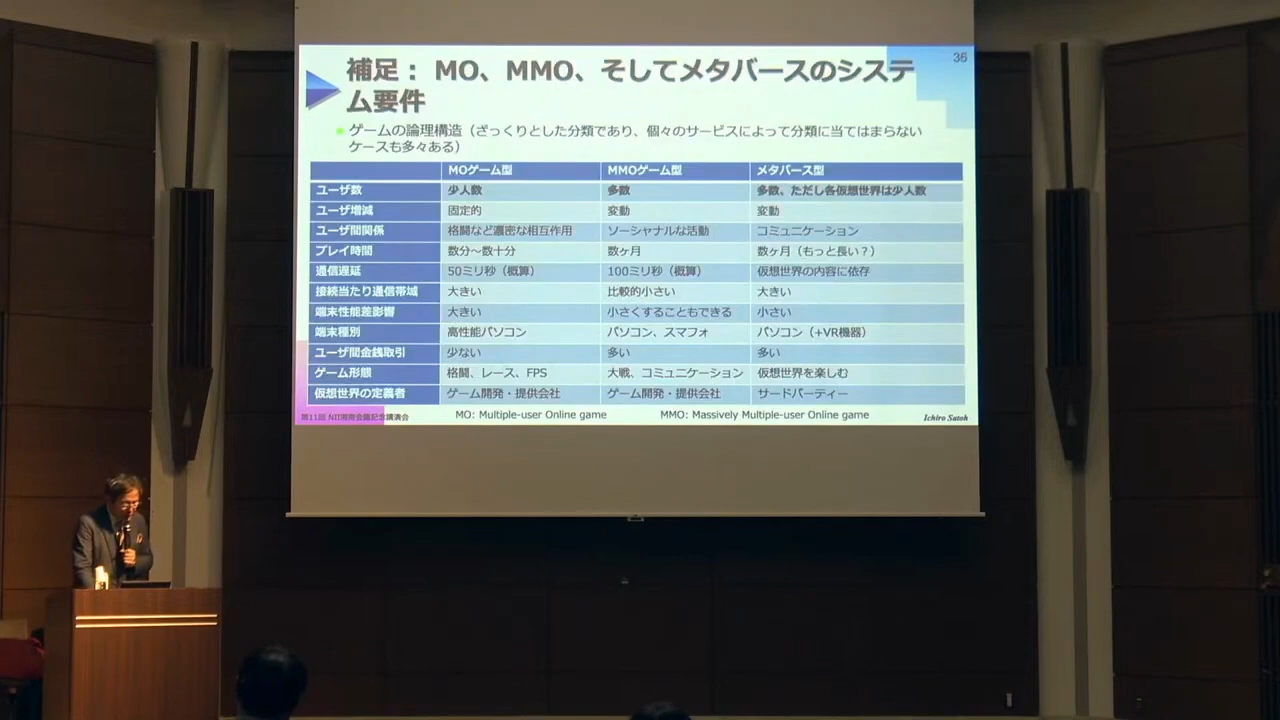 36
補足： MO、MMO、そしてメタバースのシステ
ム要件
ゲームの論理構造（ざっくりとした分類であり、個々のサービスによって分類に当てはまらない
ケースも多々ある）
MOゲーム型 MMOゲーム型 メタバース型
ユーザ数 少人数 多数 多数、ただし各仮想世界は少人数
ユーザ増減 固定的 変動 変動
ユーザ間関係 格闘など濃密な相互作用 ソーシャナルな活動 コミュニケーション
プレイ時間 数分～数十分 数ヶ月 数ヶ月（もっと長い？）
通信遅延 50ミリ秒（概算） 100ミリ秒（概算） 仮想世界の内容に依存
接続当たり通信帯域 大きい 比較的小さい 大きい
端末性能差影響 大きい 小さくすることもできる 小さい
端末種別 高性能パソコン パソコン、スマフォ パソコン（+VR機器）
ユーザ間金銭取引 少ない 多い 多い
ゲーム形態 格闘、レース、FPS 大戦、コミュニケーション 仮想世界を楽しむ
仮想世界の定義者 ゲーム開発・提供会社 ゲーム開発・提供会社 サードパーティー
第11回 NII湘南会議記念講演会 MO: Multiple-user Online game MMO: Massively Multiple-user Online game Ichiro Satoh